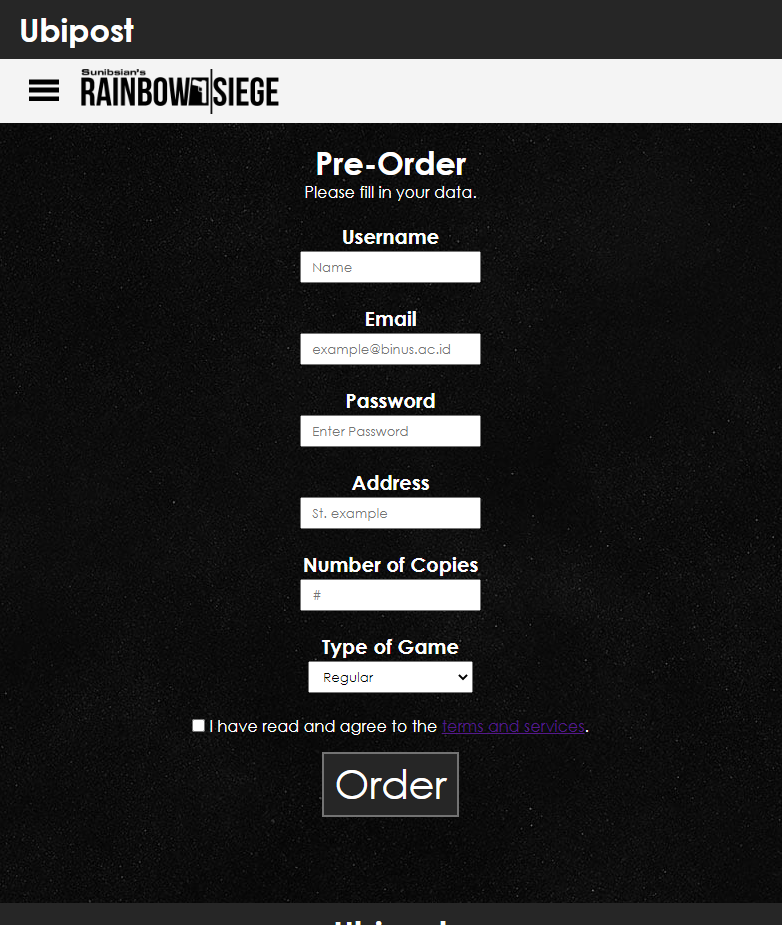 Ubipost
Sunibsian's
RAINBOW SIEGE
Pre-Order
Please fill in your data.
Username
Name
Email
example@binus.ac.id
Password
Enter Password
Address
St. example
Number of Copies
#
Type of Game
Regular
I have read and agree to the terms and services.
Order